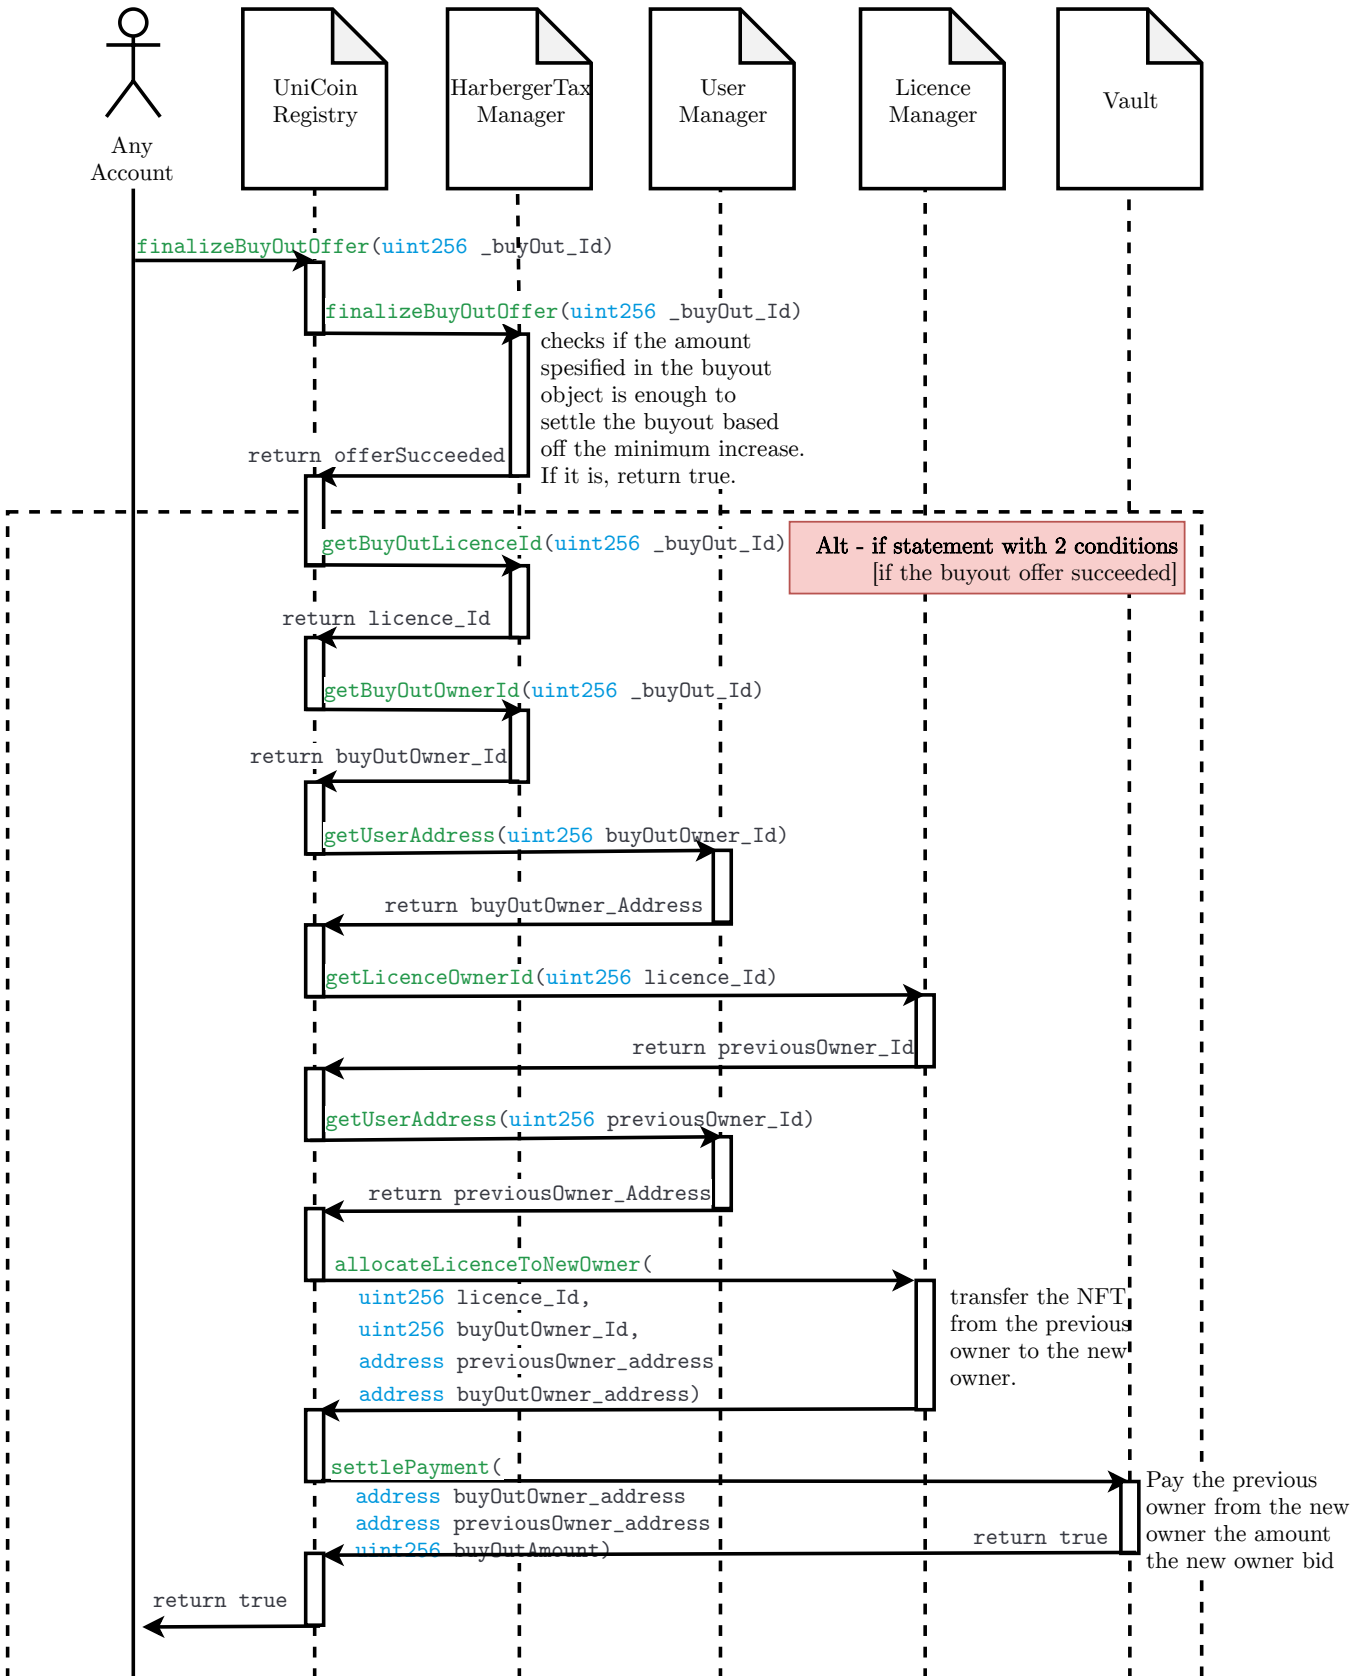 Any
Account
UniCoin
Registry
HarbergerTax
Manager
User
Manager
Licence
Manager
Vault
finalizeBuyOutOffer(uint256 _buyOut_Id)
finalizeBuyOutOffer(uint256 _buyOut_Id)
checks if the amount
spesified in the buyout
object is enough to
settle the buyout based
off the minimum increase.
If it is, return true.
return offerSucceeded
Alt - if statement with 2 conditions
[if the buyout offer succeeded]
getBuyOutLicenceId(uint256 _buyOut_Id)
return licence_Id
getBuyOutOwnerId(uint256 _buyOut_Id)
return buyOutOwner_Id
getUserAddress(uint256 buyOutOwner_Id)
return buyOutOwner_Address
getLicenceOwnerId(uint256 licence_Id)
return previousOwner_Id
getUserAddress(uint256 previousOwner_Id)
return previousOwner_Address
allocateLicenceToNewOwner(
uint256 licence_Id,
uint256 buyOutOwner_Id,
address previousOwner_address
address buyOutOwner_address)
transfer the NFT
from the previous
owner to the new
owner.
settlePayment(
address buyOutOwner_address
address previousOwner_address
uint256 buyOutAmount)
return true
Pay the previous
owner from the new
owner the amount
the new owner bid
return true